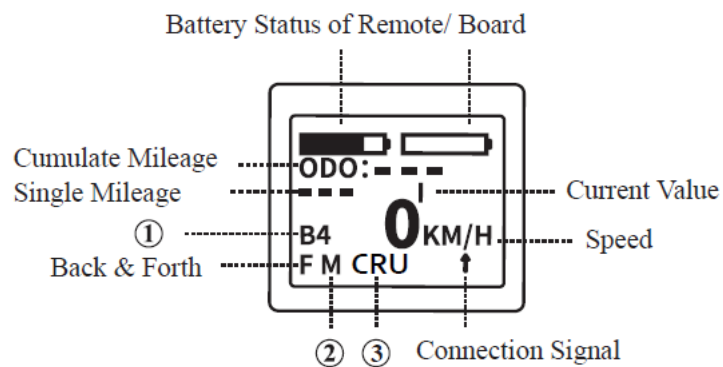 Battery Status of Remote/ Board
Cumulate Mileage
ODO:---
Single Mileage
---
Current Value
①
B4
0 KM/H
Speed
Back & Forth
F M CRU
② ③
Connection Signal